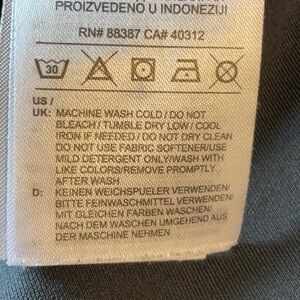 PROIZVEDENO U INDONEZIJI
RN# 88387 CA# 40312
30
US /
UK: MACHINE WASH COLD / DO NOT
BLEACH / TUMBLE DRY LOW / COOL
IRON IF NEEDED / DO NOT DRY CLEAN
DO NOT USE FABRIC SOFTENER/USE
MILD DETERGENT ONLY/WASH WITH
LIKE COLORS/REMOVE PROMPTLY
AFTER WASH
D: KEINEN WEICHSPUELER VERWENDEN/
BITTE FEINWASCHMITTEL VERWENDEN/
MIT GLEICHEN FARBEN WASCHEN/
NACH DEM WASCHEN UMGEHEND AUS
DER MASCHINE NEHMEN